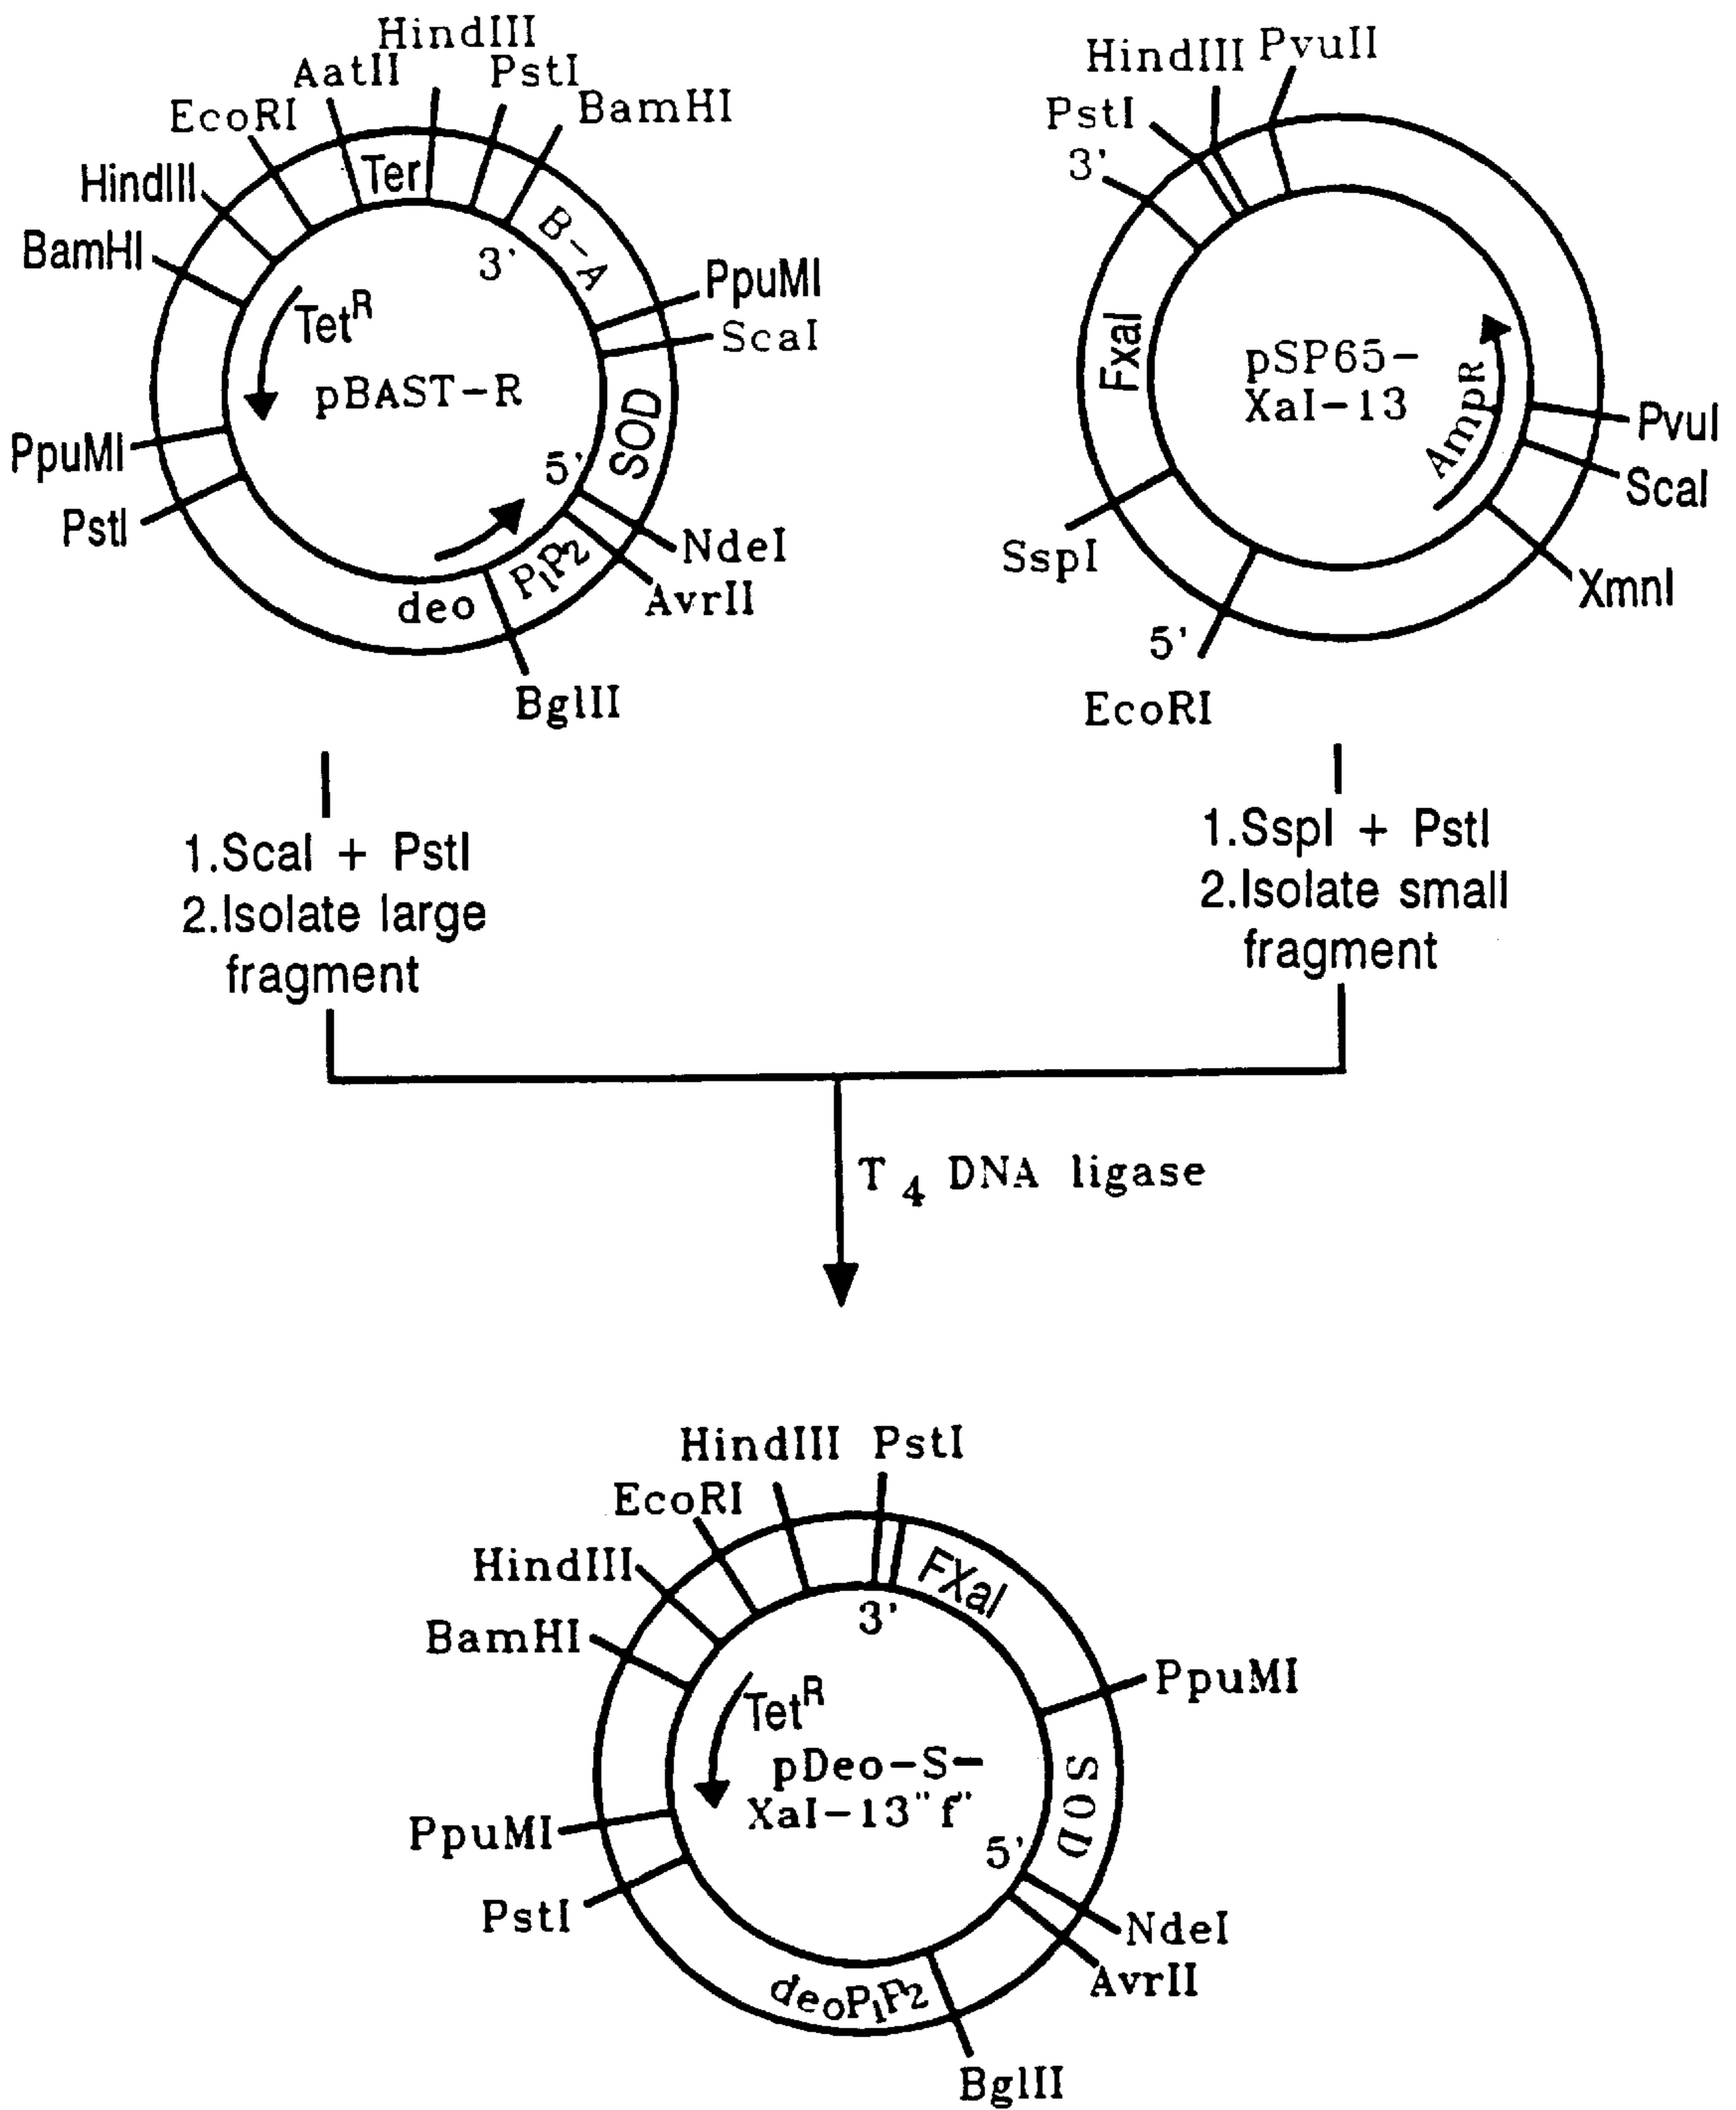 HindIII
AatII
PstI
EcoRI
BamHI
HindIII
BamHI
Ter
B-A
3'
PpuMI
ScaI
Tet^R
pBAST-R
SOD
5'
PpuMI
PstI
NdeI
AvrII
P1P2
deo
BglII
HindIII
PvuII
PstI
3'
FxaI
pSP65-
XaI-13
AmpR
PvuI
ScaI
XmnI
SspI
5'
EcoRI
1.ScaI + PstI
2.Isolate large
fragment
1.SspI + PstI
2.Isolate small
fragment
T4 DNA ligase
HindIII
PstI
EcoRI
HindIII
BamHI
FXaI
3'
PpuMI
Tet^R
pDeo-S-
XaI-13"f"
SOD
5'
PpuMI
PstI
NdeI
AvrII
deoP1P2
BglII